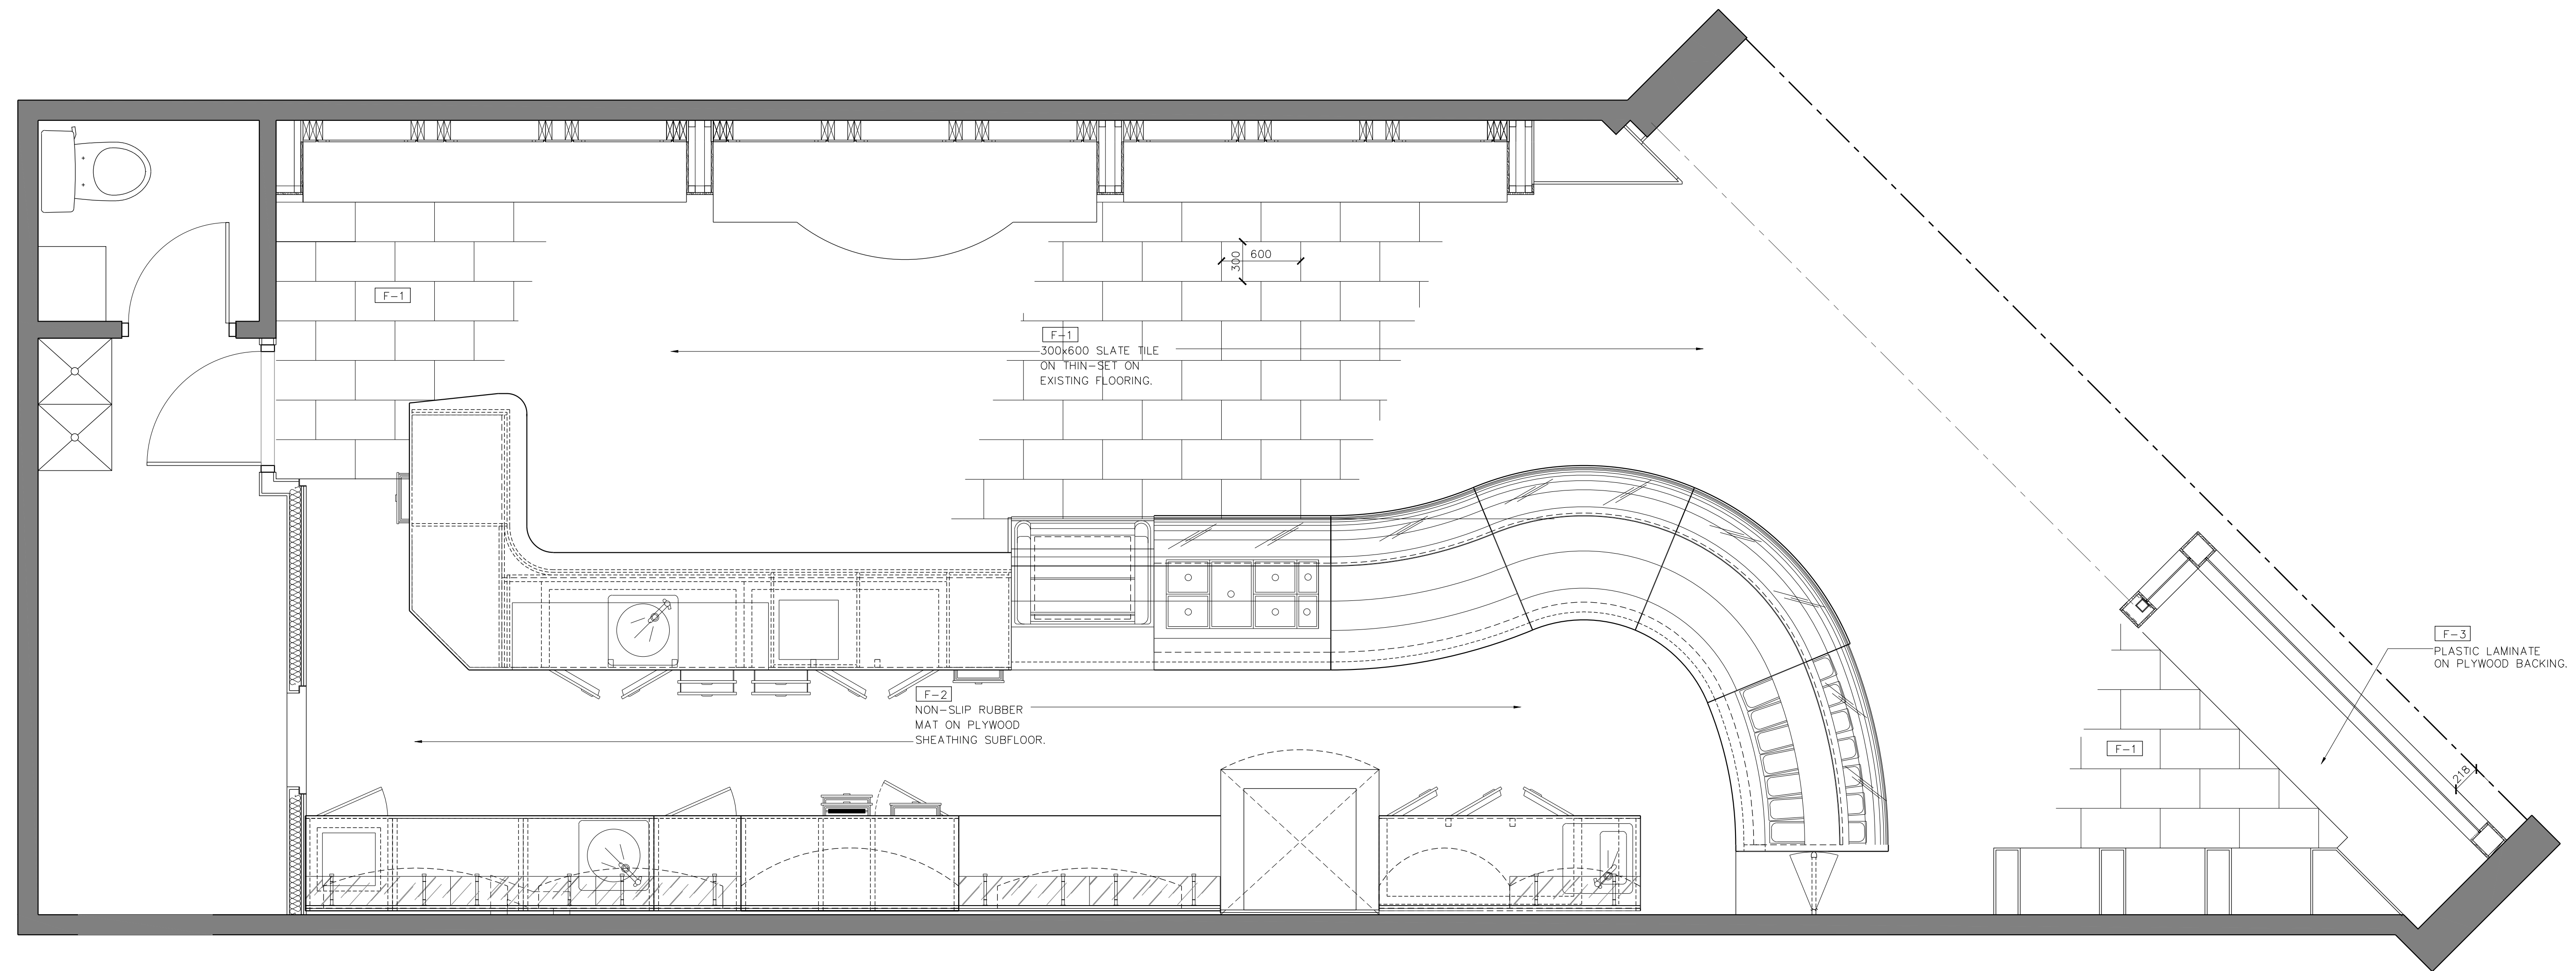 600
300
F-1
F-1
300x600 SLATE TILE
ON THIN-SET ON
EXISTING FLOORING.
F-3
PLASTIC LAMINATE
ON PLYWOOD BACKING.
F-2
NON-SLIP RUBBER
MAT ON PLYWOOD
SHEATHING SUBFLOOR.
F-1
218